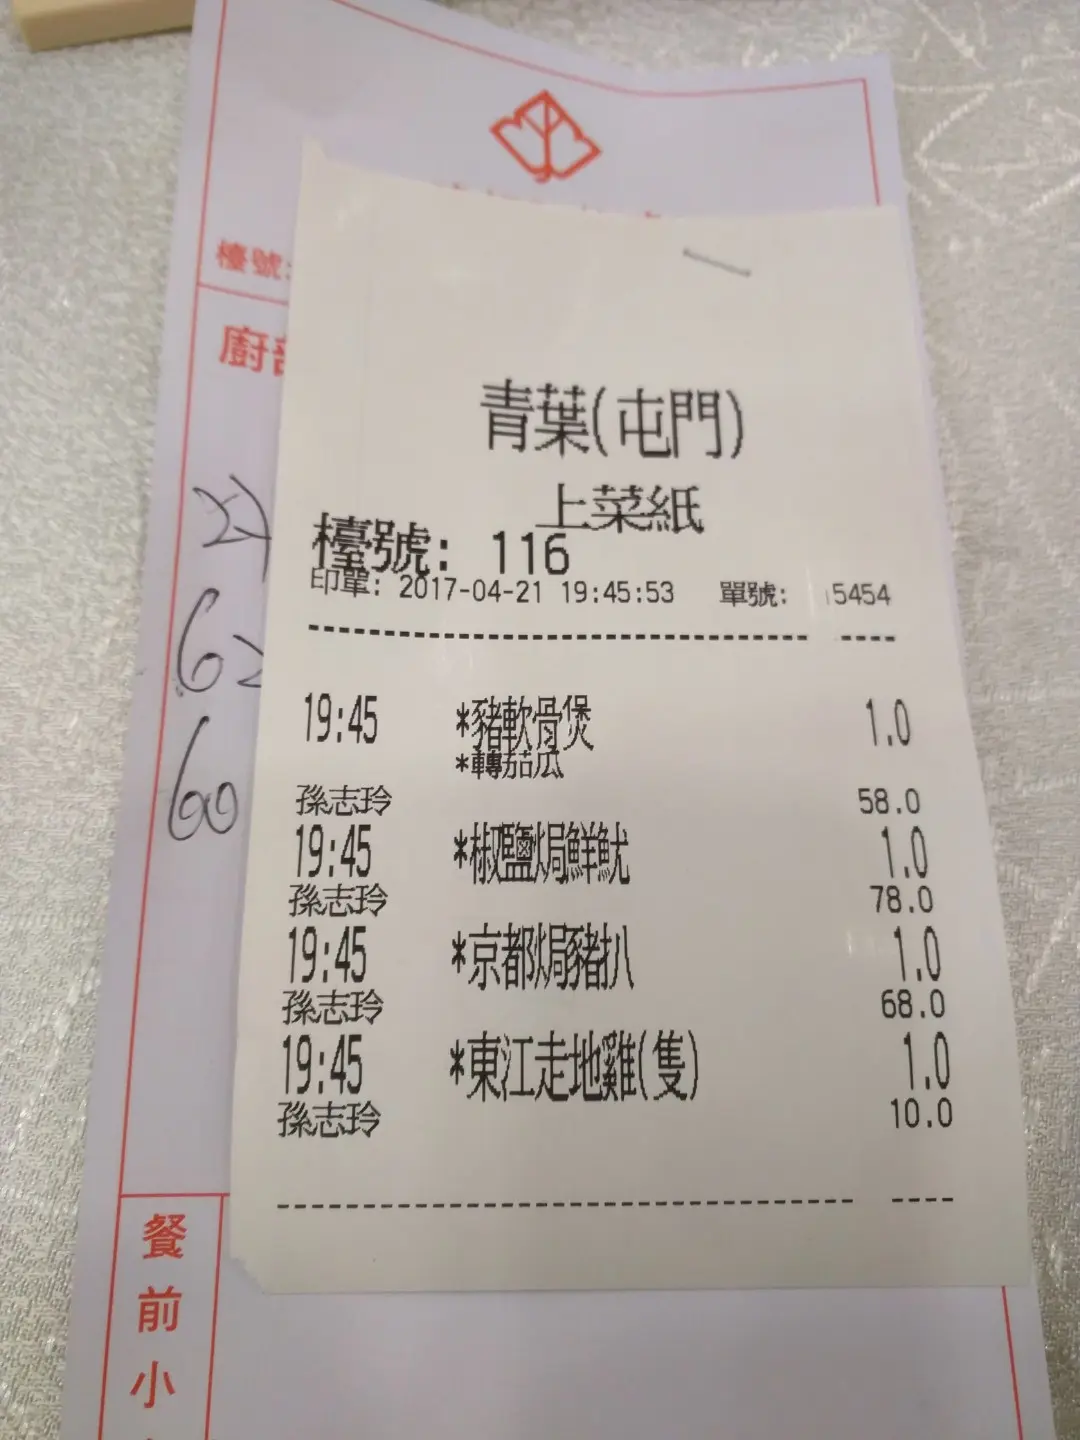 檯號:
廚
青葉(屯門)
上菜紙
檯號: 116
印單: 2017-04-21 19:45:53 單號: 5454
19:45 *豬軟骨煲 1.0
*轉茄瓜
孫志玲 58.0
19:45 *椒鹽焗鮮魷 1.0
孫志玲 78.0
19:45 *京都焗豬扒 1.0
孫志玲 68.0
19:45 *東江走地雞(隻) 1.0
孫志玲 10.0
62
60
餐前小